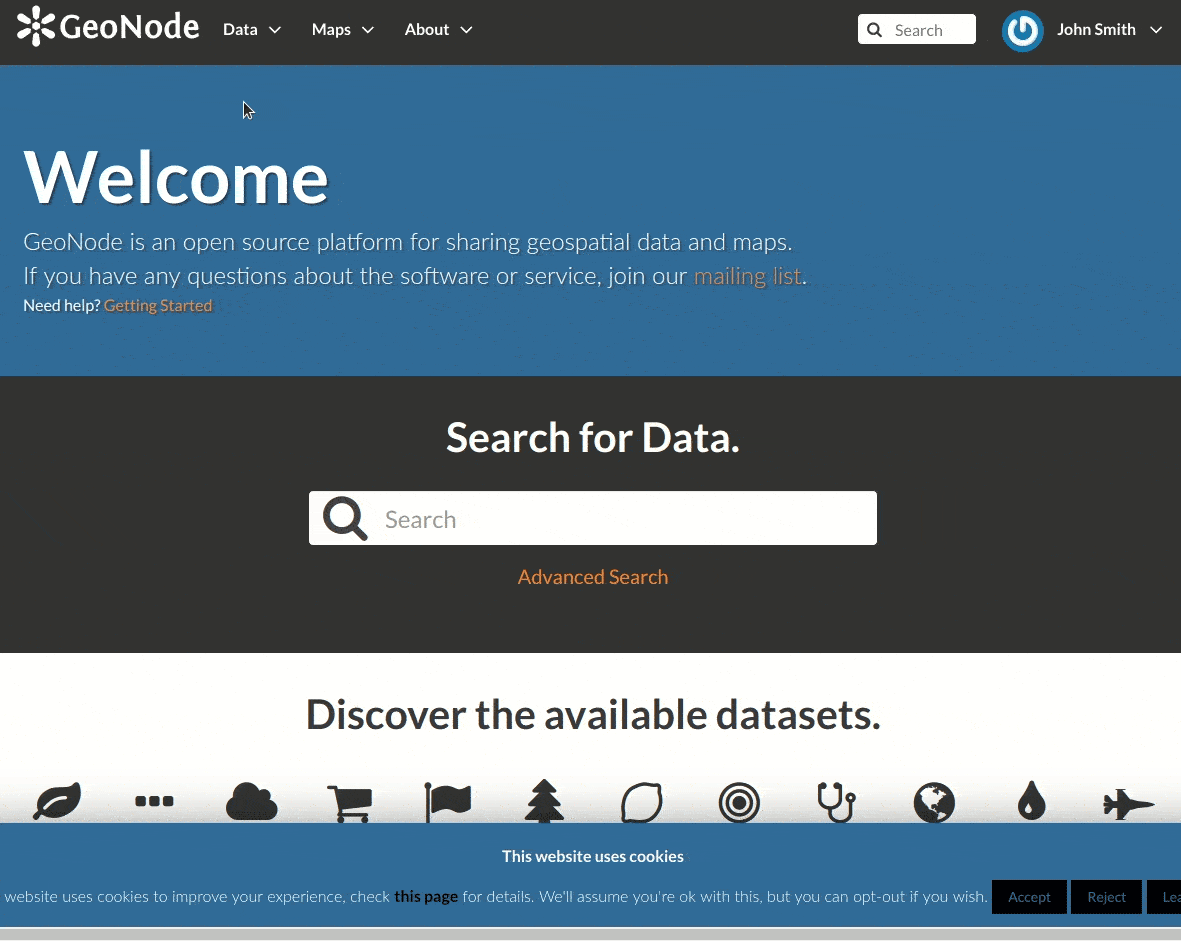 GeoNode Data Maps About Search John Smith
Welcome
GeoNode is an open source platform for sharing geospatial data and maps.
If you have any questions about the software or service, join our mailing list.
Need help? Getting Started
Search for Data.
Search
Advanced Search
Discover the available datasets.
This website uses cookies
website uses cookies to improve your experience, check this page for details. We'll assume you're ok with this, but you can opt-out if you wish. Accept Reject